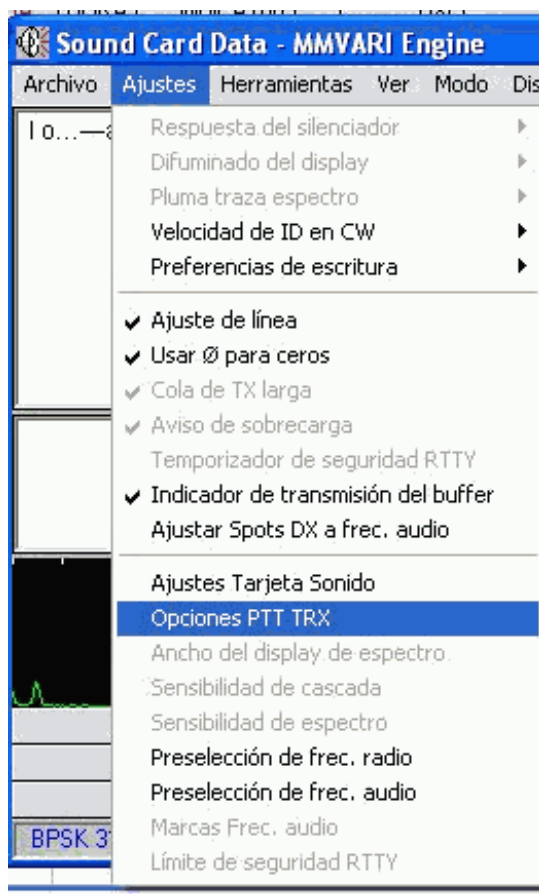 Sound Card Data - MMVARI Engine
Archivo Ajustes Herramientas Ver Modo Dis
Respuesta del silenciador
Difuminado del display
Pluma traza espectro
Velocidad de ID en CW
Preferencias de escritura
Ajuste de línea
Usar Ø para ceros
Cola de TX larga
Aviso de sobrecarga
Temporizador de seguridad RTTY
Indicador de transmisión del buffer
Ajustar Spots DX a frec. audio
Ajustes Tarjeta Sonido
Opciones PTT TRX
Ancho del display de espectro
Sensibilidad de cascada
Sensibilidad de espectro
Preselección de frec. radio
Preselección de frec. audio
Marcas Frec. audio
BPSK 3
Límite de seguridad RTTY